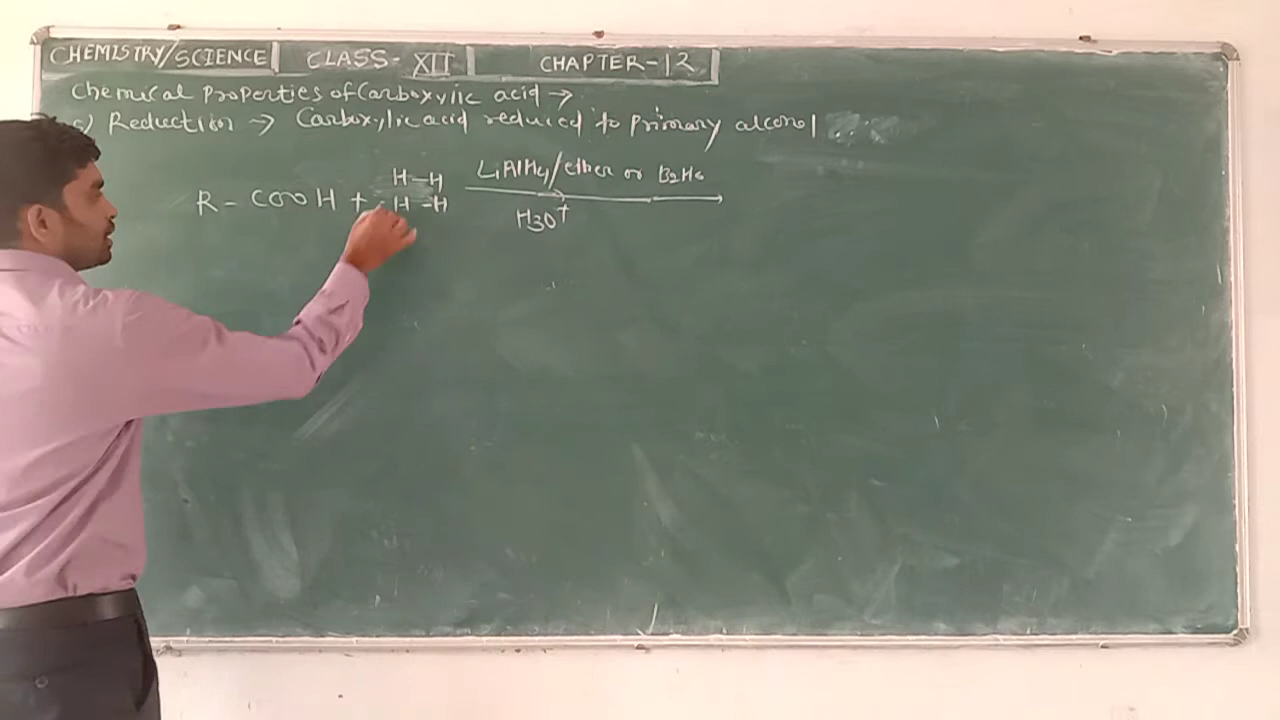 CHEMISTRY/SCIENCE | CLASS - XII | CHAPTER-12
Chemical Properties of Carboxylic acid →
c) Reduction → Carboxylic acid reduced to Primary alcohol
H-H LiAlH4/ether or B2H6
R - COOH + H-H
H3O+